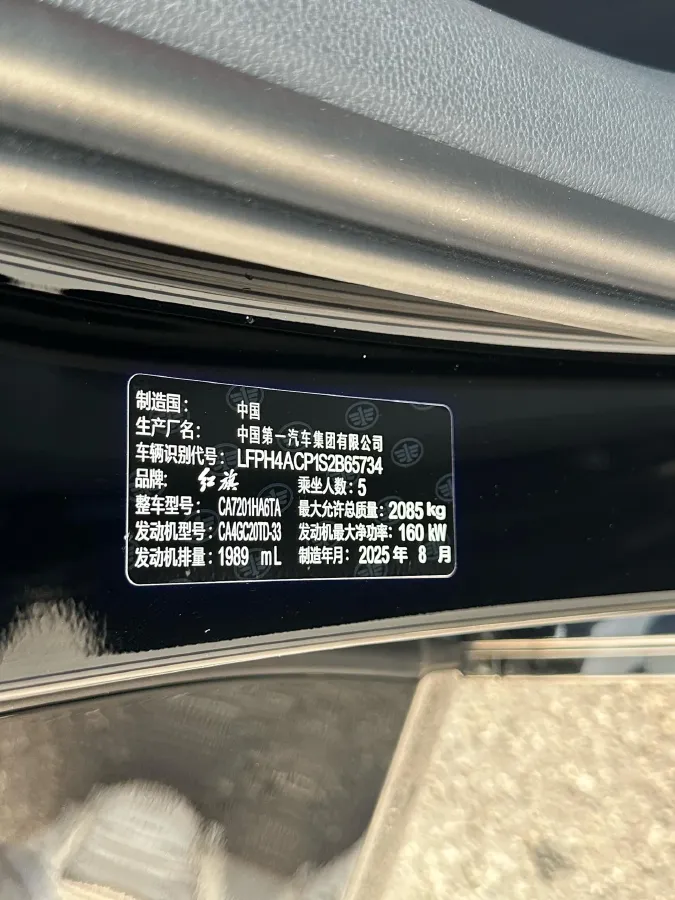 制造国： 中国
生产厂名： 中国第一汽车集团有限公司
车辆识别代号：LFPH4ACP1S2B65734
品牌： 红旗 乘坐人数：5
整车型号：CA7201HA6TA 最大允许总质量：2085 kg
发动机型号：CA4GC20TD-33 发动机最大净功率：160 kW
发动机排量：1989 mL 制造年月：2025 年 8 月